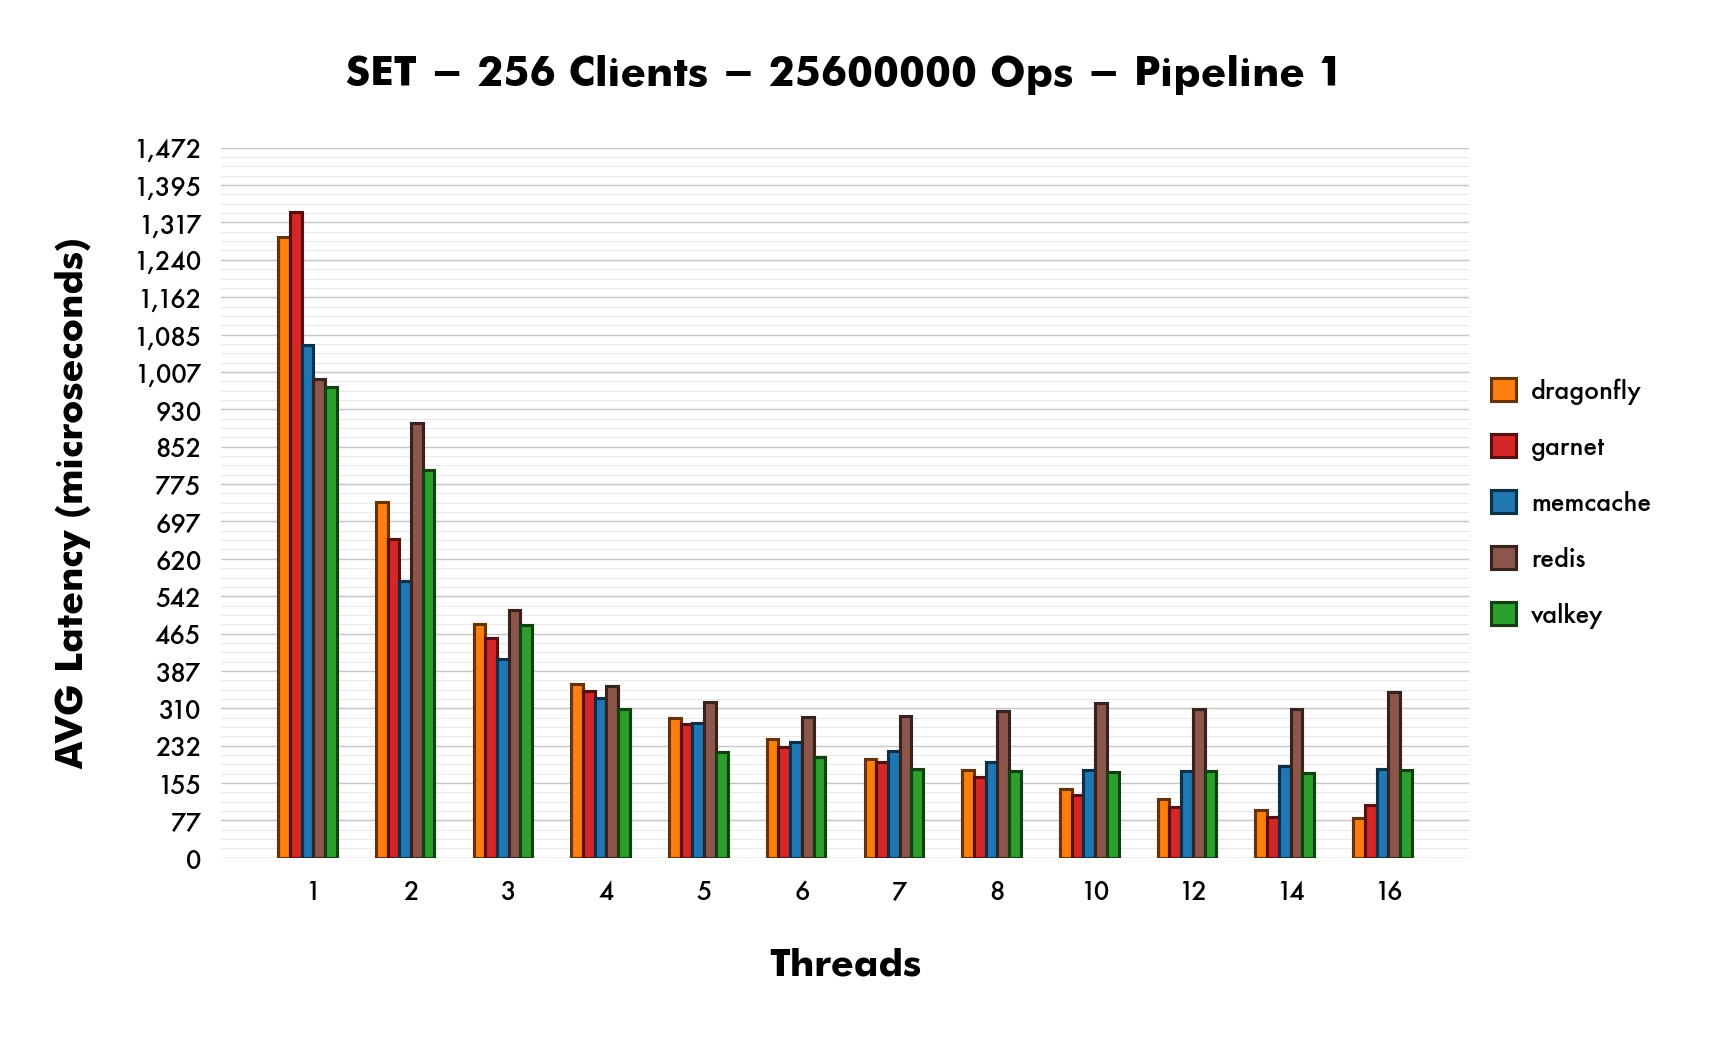 SET – 256 Clients – 25600000 Ops – Pipeline 1
AVG Latency (microseconds)
1,472
1,395
1,317
1,240
1,162
1,085
1,007
930
852
775
697
620
542
465
387
310
232
155
77
0
1 2 3 4 5 6 7 8 10 12 14 16
Threads
dragonfly
garnet
memcache
redis
valkey